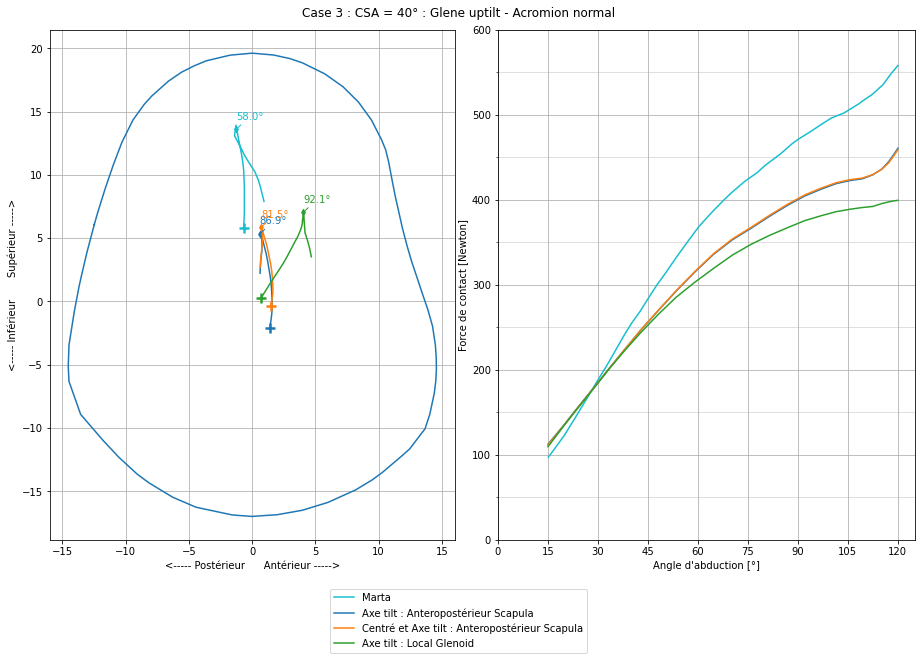 Case 3 : CSA = 40° : Glene uptilt - Acromion normal
20
15
10
5
0
−5
−10
−15
<----- Inférieur      Supérieur ----->
58.0°
92.1°
81.5°
86.9°
−15 −10 −5 0 5 10 15
<----- Postérieur      Antérieur ----->
600
500
400
300
200
100
0
Force de contact [Newton]
0 15 30 45 60 75 90 105 120
Angle d'abduction [°]
Marta
Axe tilt : Anteropostérieur Scapula
Centré et Axe tilt : Anteropostérieur Scapula
Axe tilt : Local Glenoid